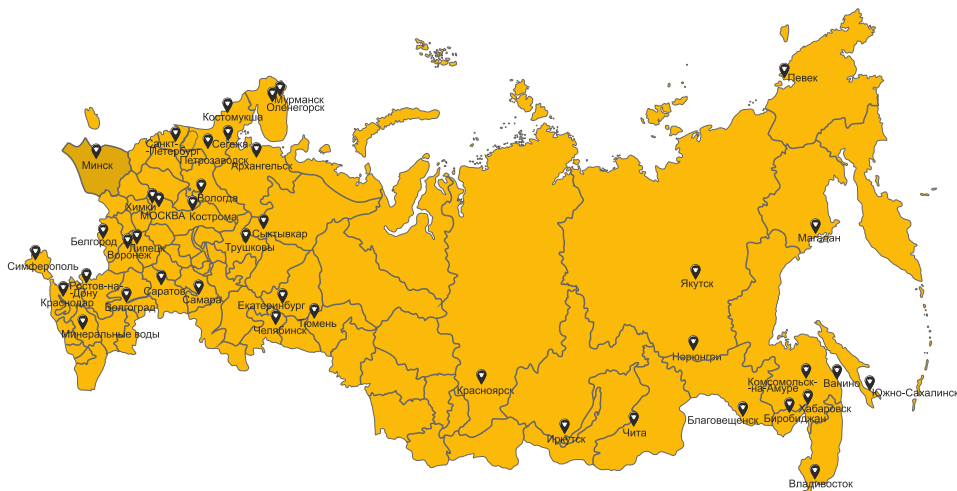 Певек
Мурманск
Оленегорск
Костомукша
Санкт-
-Петербург
Сегежа
Петрозаводск
Архангельск
Минск
Вологда
Химки
МОСКВА
Кострома
Сыктывкар
Трушковы
Белгород
Липецк
Воронеж
Магадан
Симферополь
Ростов-на-
-Дону
Краснодар
Саратов
Самара
Волгоград
Якутск
Екатеринбург
Тюмень
Челябинск
Минеральные воды
Нерюнгри
Красноярск
Комсомольск-
-на-Амуре
Ванино
Южно-Сахалинск
Хабаровск
Биробиджан
Благовещенск
Чита
Иркутск
Владивосток